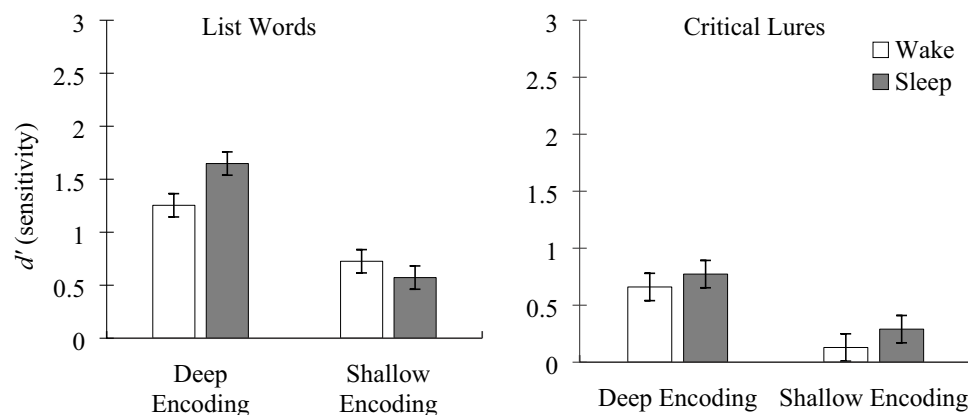 List Words
3
2.5
2
1.5
1
0.5
0
d′ (sensitivity)
Deep
Encoding
Shallow
Encoding
Critical Lures
Wake
Sleep
3
2.5
2
1.5
1
0.5
0
Deep Encoding
Shallow Encoding